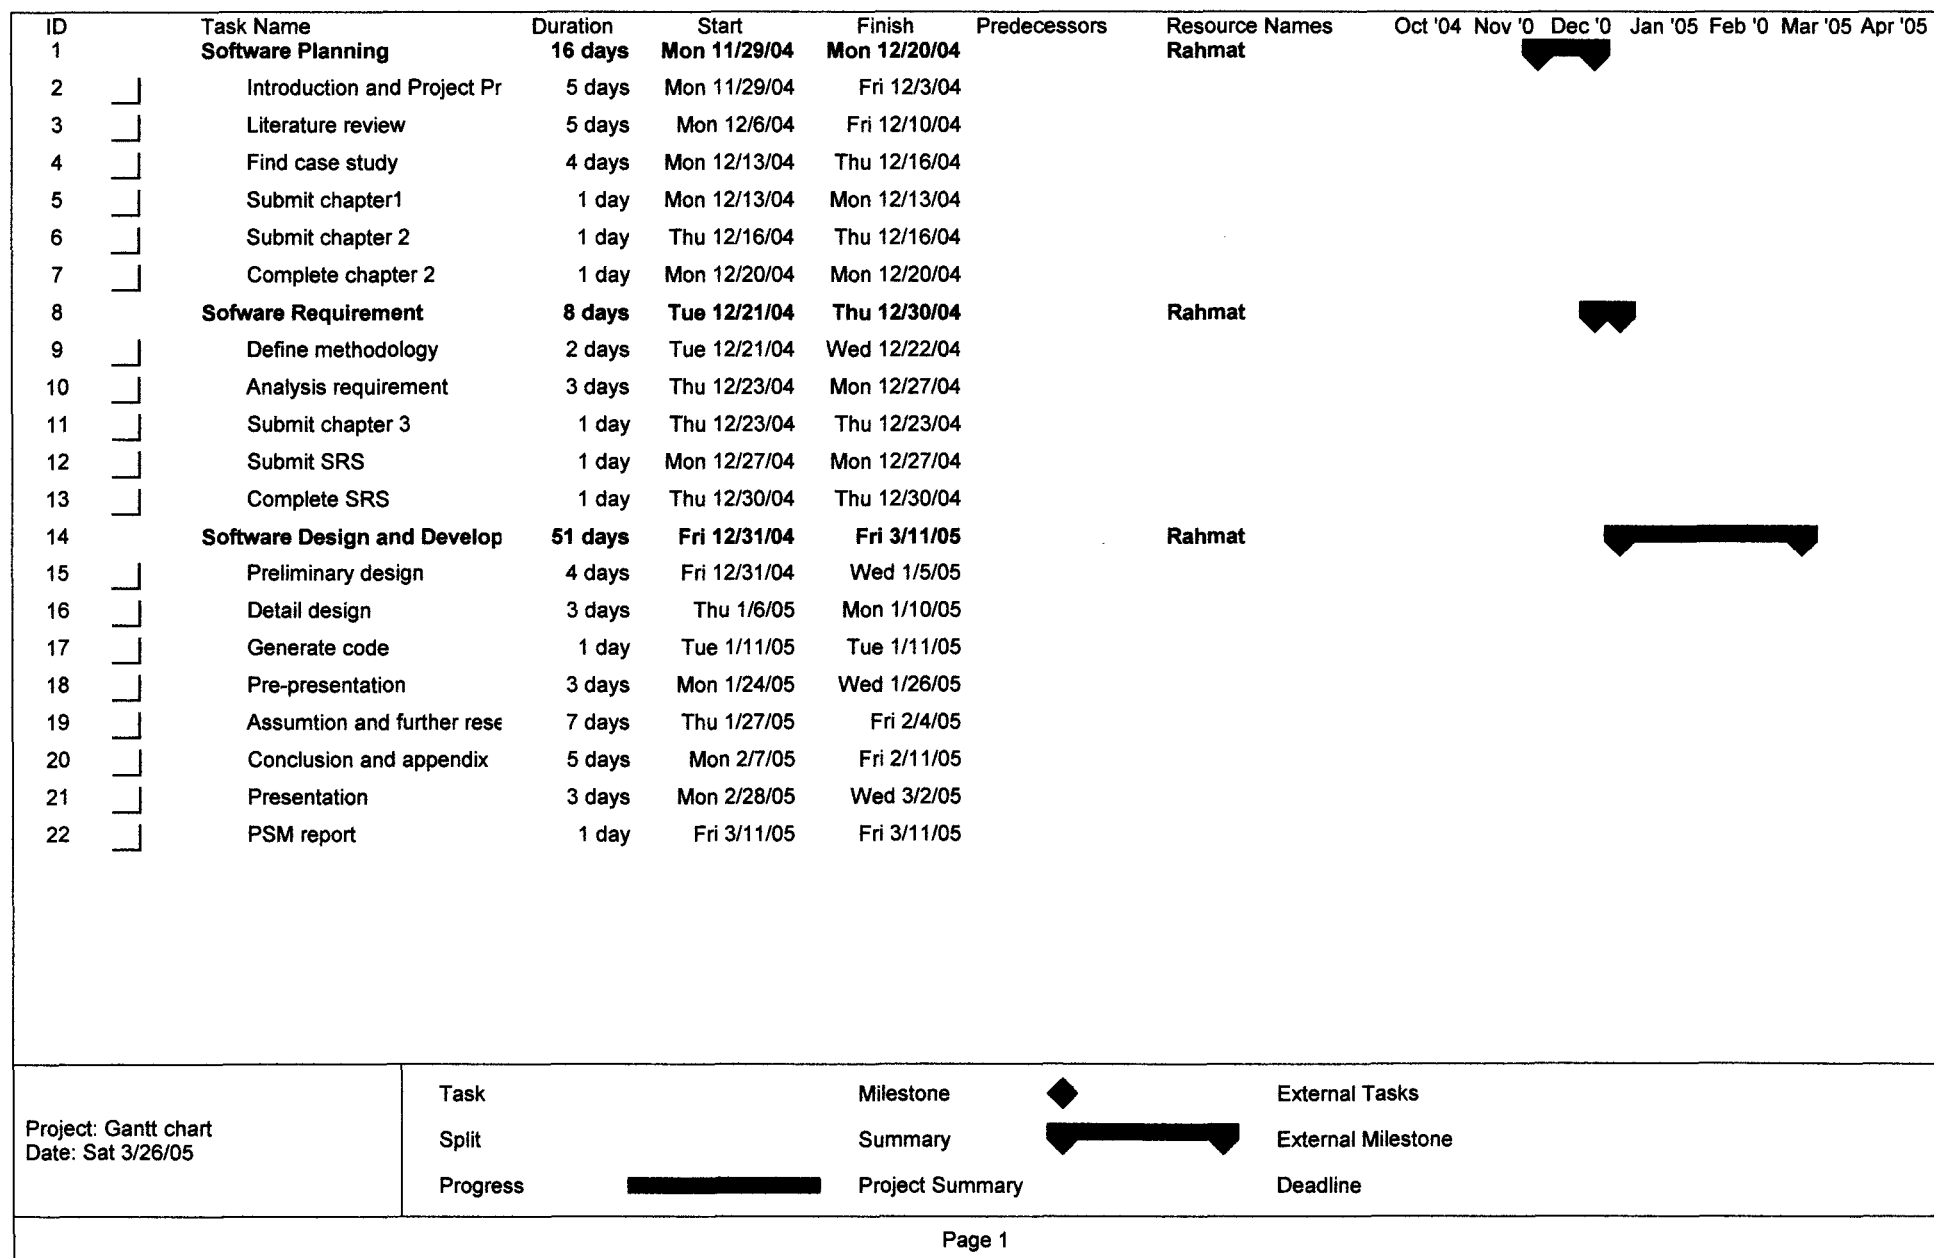 ID Task Name Duration Start Finish Predecessors Resource Names Oct '04 Nov '0 Dec '0 Jan '05 Feb '0 Mar '05 Apr '05
1 Software Planning 16 days Mon 11/29/04 Mon 12/20/04 Rahmat
2 Introduction and Project Pr 5 days Mon 11/29/04 Fri 12/3/04
3 Literature review 5 days Mon 12/6/04 Fri 12/10/04
4 Find case study 4 days Mon 12/13/04 Thu 12/16/04
5 Submit chapter1 1 day Mon 12/13/04 Mon 12/13/04
6 Submit chapter 2 1 day Thu 12/16/04 Thu 12/16/04
7 Complete chapter 2 1 day Mon 12/20/04 Mon 12/20/04
8 Sofware Requirement 8 days Tue 12/21/04 Thu 12/30/04 Rahmat
9 Define methodology 2 days Tue 12/21/04 Wed 12/22/04
10 Analysis requirement 3 days Thu 12/23/04 Mon 12/27/04
11 Submit chapter 3 1 day Thu 12/23/04 Thu 12/23/04
12 Submit SRS 1 day Mon 12/27/04 Mon 12/27/04
13 Complete SRS 1 day Thu 12/30/04 Thu 12/30/04
14 Software Design and Develop 51 days Fri 12/31/04 Fri 3/11/05 Rahmat
15 Preliminary design 4 days Fri 12/31/04 Wed 1/5/05
16 Detail design 3 days Thu 1/6/05 Mon 1/10/05
17 Generate code 1 day Tue 1/11/05 Tue 1/11/05
18 Pre-presentation 3 days Mon 1/24/05 Wed 1/26/05
19 Assumtion and further rese 7 days Thu 1/27/05 Fri 2/4/05
20 Conclusion and appendix 5 days Mon 2/7/05 Fri 2/11/05
21 Presentation 3 days Mon 2/28/05 Wed 3/2/05
22 PSM report 1 day Fri 3/11/05 Fri 3/11/05
Project: Gantt chart
Date: Sat 3/26/05
Task Milestone External Tasks
Split Summary External Milestone
Progress Project Summary Deadline
Page 1